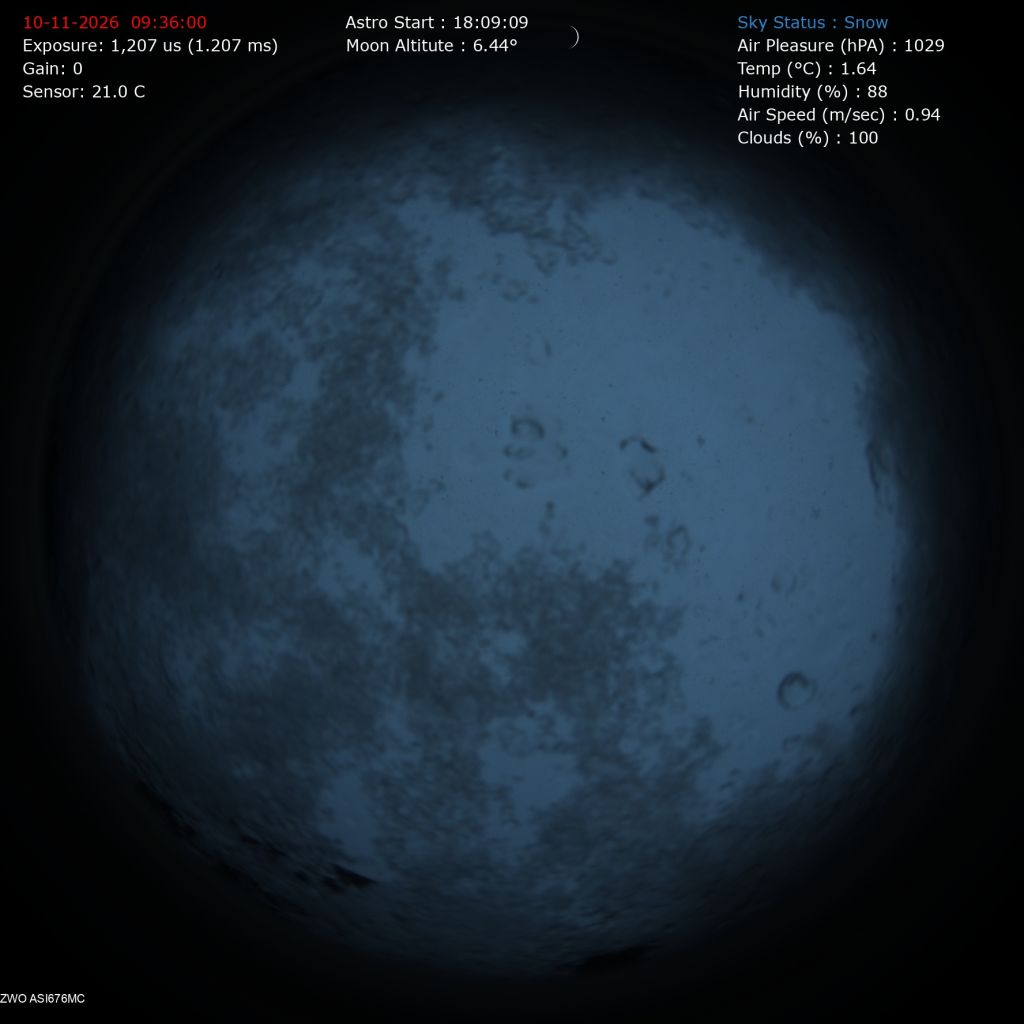 10-11-2026 09:36:00
Exposure: 1,207 us (1.207 ms)
Gain: 0
Sensor: 21.0 C
Astro Start : 18:09:09
Moon Altitute : 6.44°
Sky Status : Snow
Air Pleasure (hPA) : 1029
Temp (°C) : 1.64
Humidity (%) : 88
Air Speed (m/sec) : 0.94
Clouds (%) : 100
ZWO ASI676MC